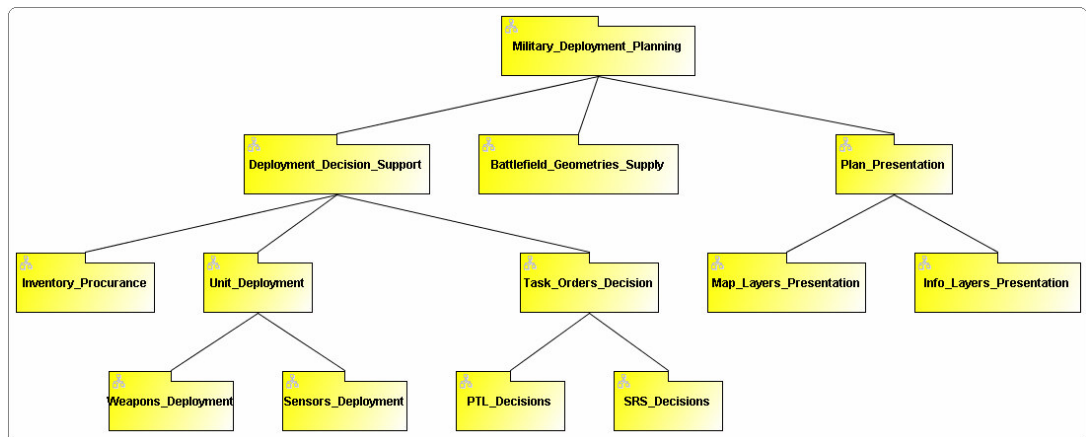 Military_Deployment_Planning
Deployment_Decision_Support
Battlefield_Geometries_Supply
Plan_Presentation
Inventory_Procurance
Unit_Deployment
Task_Orders_Decision
Map_Layers_Presentation
Info_Layers_Presentation
Weapons_Deployment
Sensors_Deployment
PTL_Decisions
SRS_Decisions